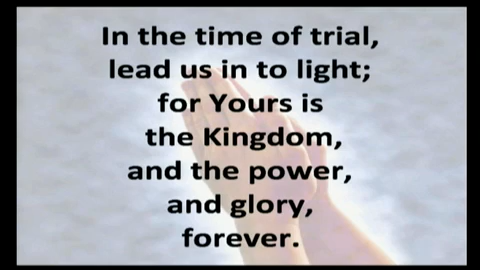 In the time of trial,
lead us in to light;
for Yours is
the Kingdom,
and the power,
and glory,
forever.